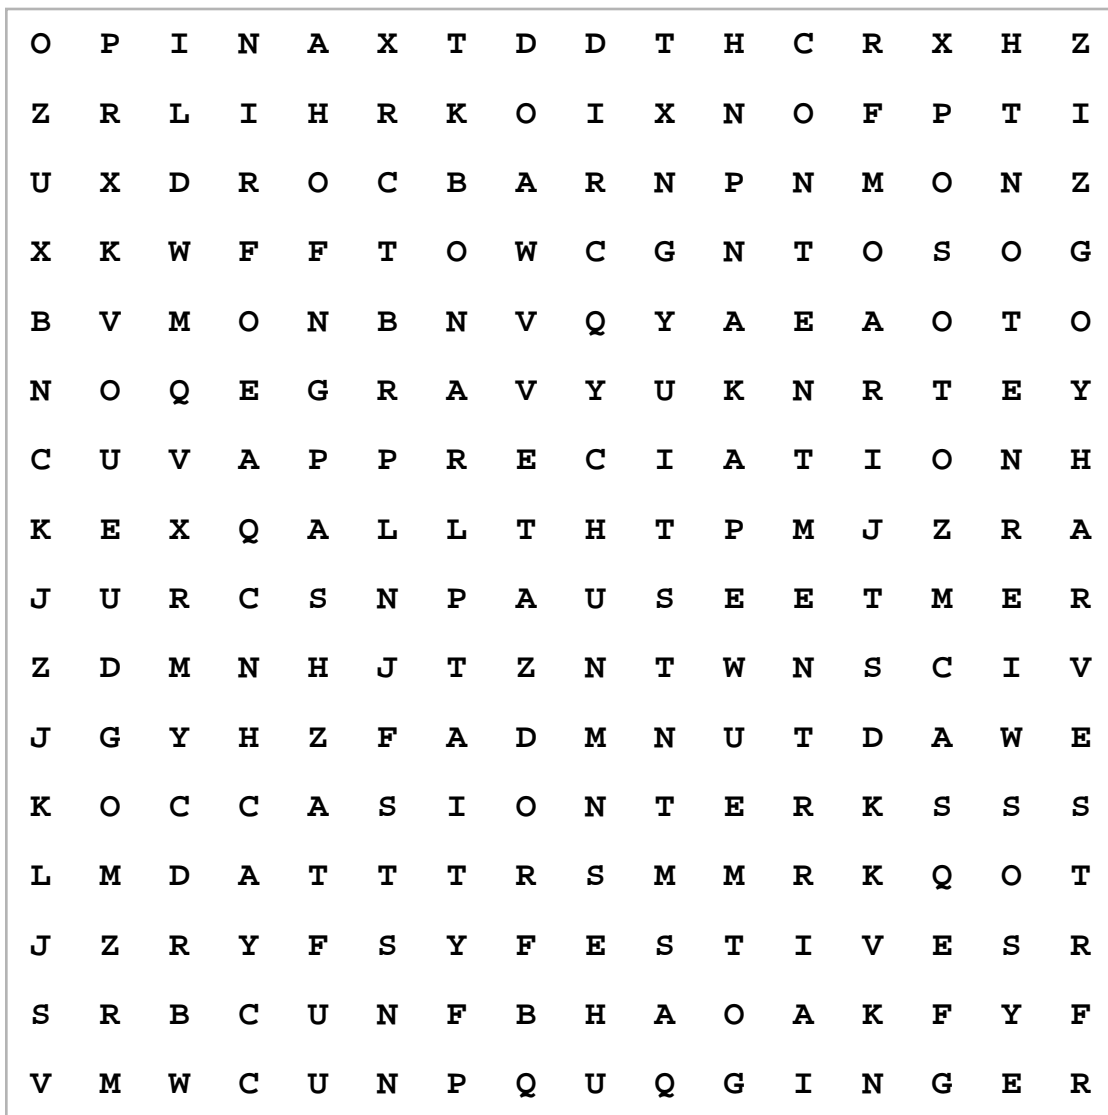 O P I N A X T D D T H C R X H Z
Z R L I H R K O I X N O F P T I
U X D R O C B A R N P N M O N Z
X K W F F T O W C G N T O S O G
B V M O N B N V Q Y A E A O T O
N O Q E G R A V Y U K N R T E Y
C U V A P P R E C I A T I O N H
K E X Q A L L T H T P M J Z R A
J U R C S N P A U S E E T M E R
Z D M N H J T Z N T W N S C I V
J G Y H Z F A D M N U T D A W E
K O C C A S I O N T E R K S S S
L M D A T T T R S M M R K Q O T
J Z R Y F S Y F E S T I V E S R
S R B C U N F B H A O A K F Y F
V M W C U N P Q U Q G I N G E R